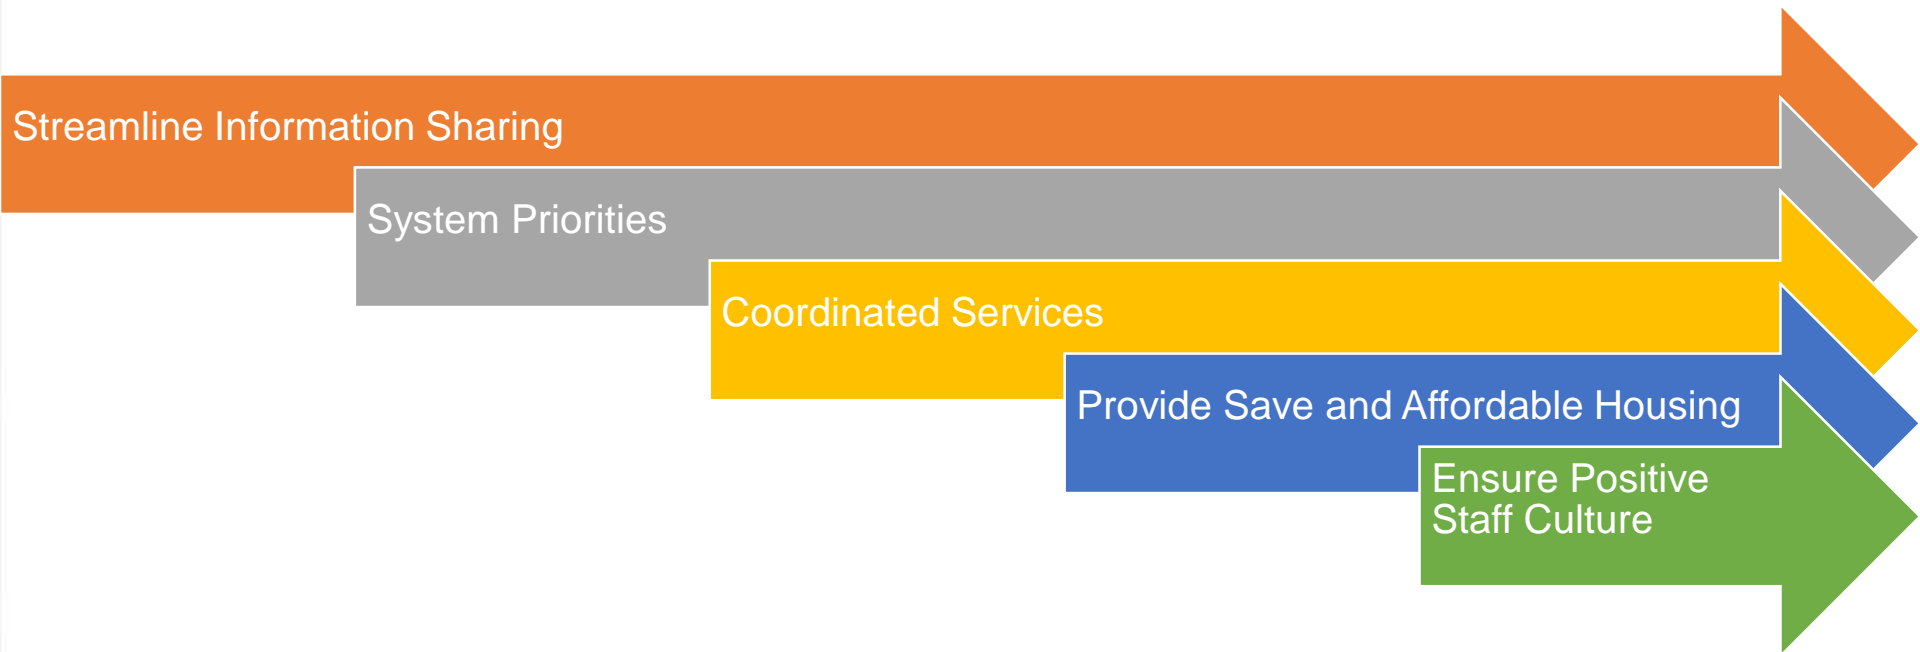 Streamline Information Sharing
System Priorities
Coordinated Services
Provide Save and Affordable Housing
Ensure Positive
Staff Culture